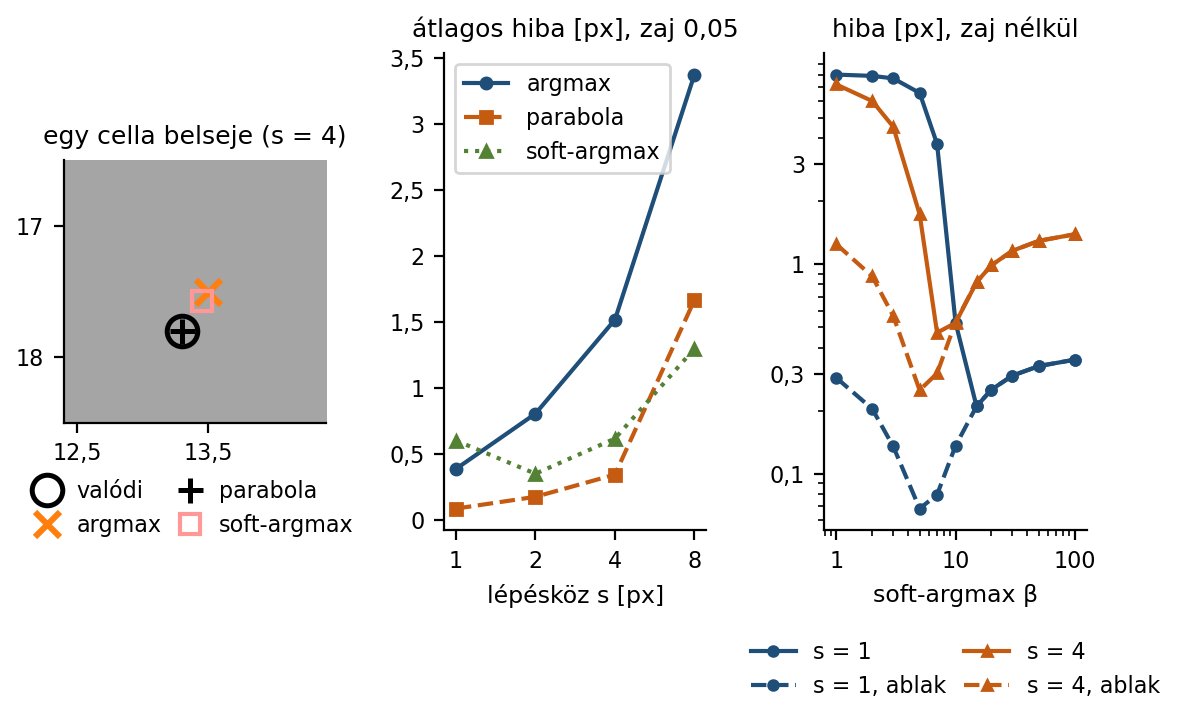 egy cella belseje (s = 4)
17
18
12,5
13,5
valódi
parabola
argmax
soft-argmax
átlagos hiba [px], zaj 0,05
argmax
parabola
soft-argmax
3,5
3
2,5
2
1,5
1
0,5
0
1
2
4
8
lépésköz s [px]
hiba [px], zaj nélkül
3
1
0,3
0,1
1
10
100
soft-argmax β
s = 1
s = 4
s = 1, ablak
s = 4, ablak